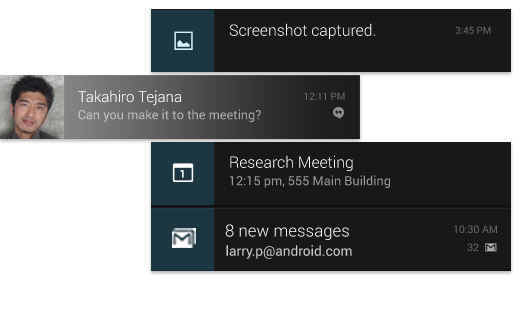 Screenshot captured.
3:45 PM
Takahiro Tejana
12:11 PM
Can you make it to the meeting?
1
Research Meeting
12:15 pm, 555 Main Building
8 new messages
10:30 AM
larry.p@android.com
32